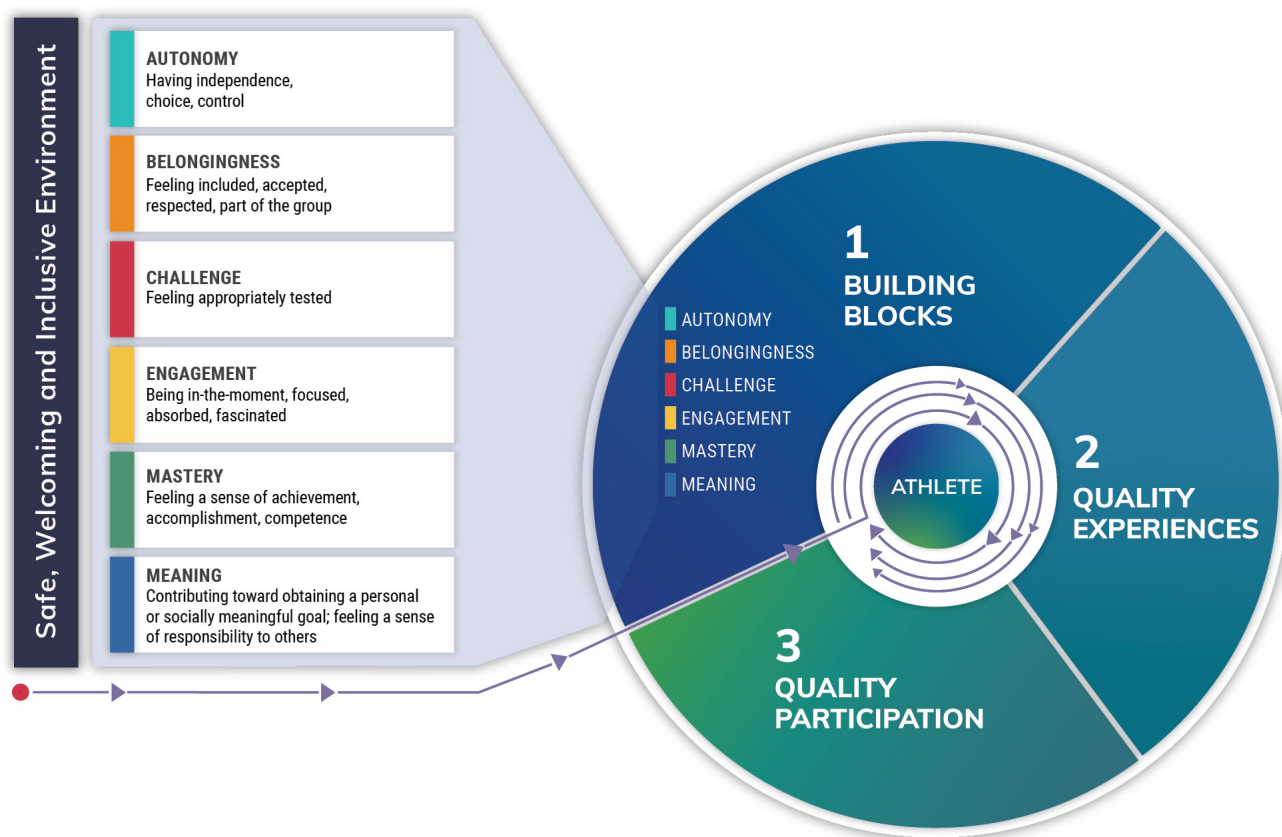 Safe, Welcoming and Inclusive Environment
AUTONOMY
Having independence,
choice, control
BELONGINGNESS
Feeling included, accepted,
respected, part of the group
CHALLENGE
Feeling appropriately tested
ENGAGEMENT
Being in-the-moment, focused,
absorbed, fascinated
MASTERY
Feeling a sense of achievement,
accomplishment, competence
MEANING
Contributing toward obtaining a personal
or socially meaningful goal; feeling a sense
of responsibility to others
1
BUILDING
BLOCKS
AUTONOMY
BELONGINGNESS
CHALLENGE
ENGAGEMENT
MASTERY
MEANING
ATHLETE
2
QUALITY
EXPERIENCES
3
QUALITY
PARTICIPATION